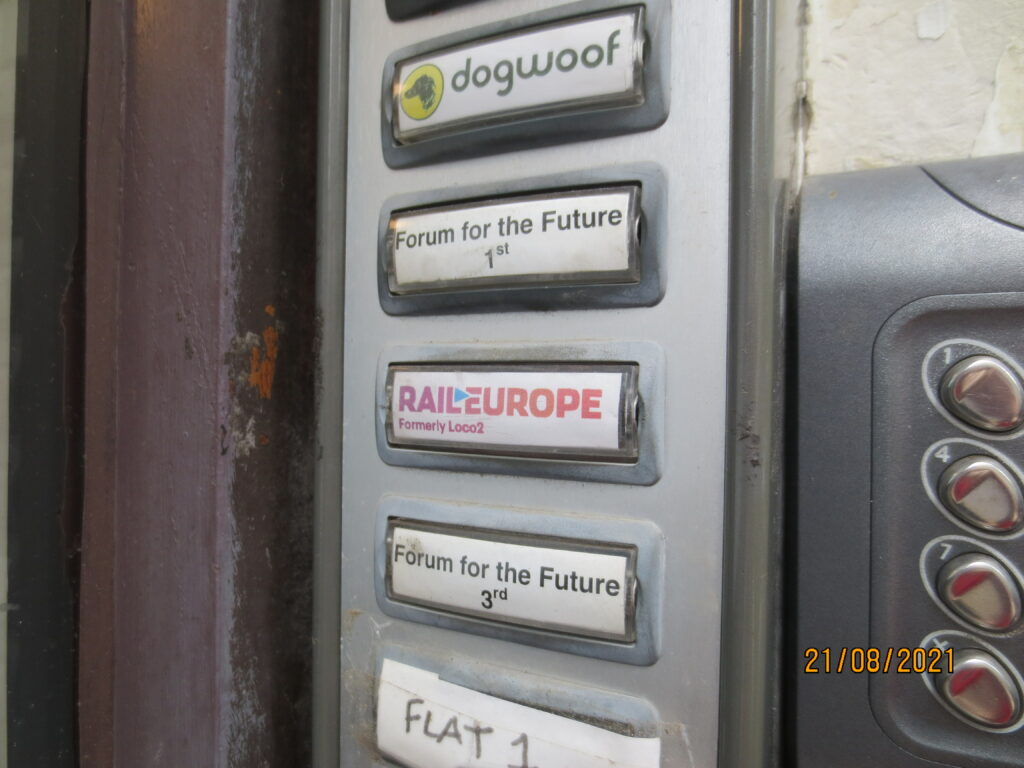 dogwoof
Forum for the Future
1st
RAILEUROPE
Formerly Loco2
Forum for the Future
3rd
FLAT 1
1
4
7
21/08/2021